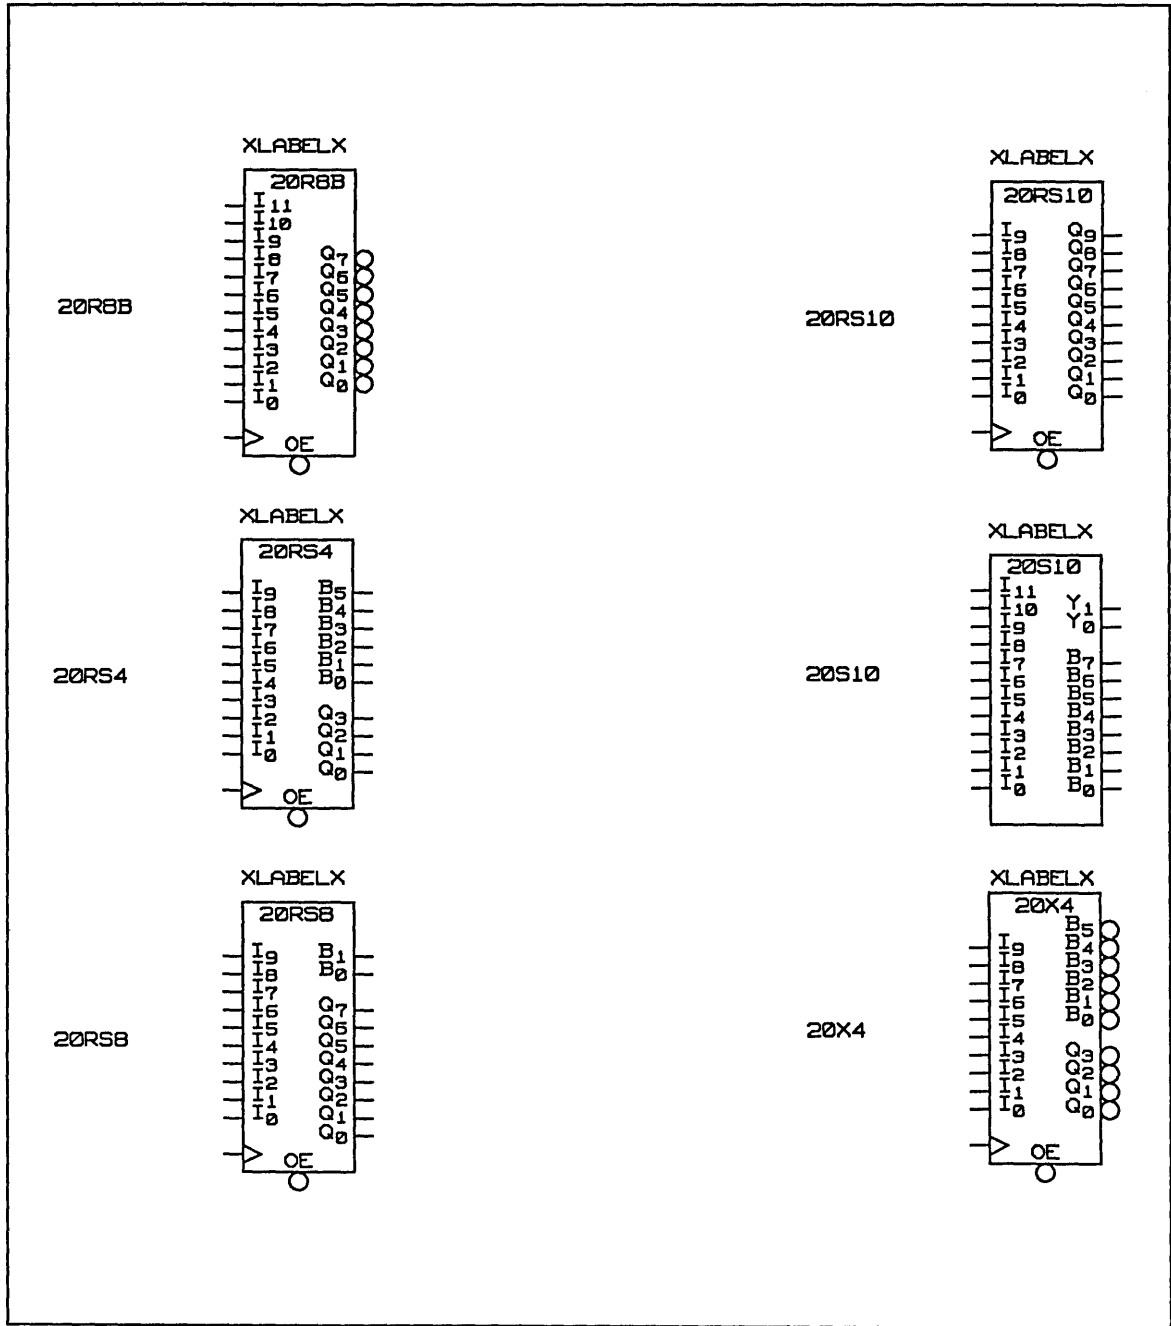 XLABELX
20R8B
I11
I10
I9
I8 Q7
I7 Q6
I6 Q5
I5 Q4
I4 Q3
I3 Q2
I2 Q1
I1 Q0
I0
OE
20R8B
XLABELX
20RS4
I9 B5
I8 B4
I7 B3
I6 B2
I5 B1
I4 B0
I3
I2 Q3
I1 Q2
I0 Q1
Q0
OE
20RS4
XLABELX
20RS8
I9 B1
I8 B0
I7
I6 Q7
I5 Q6
I4 Q5
I3 Q4
I2 Q3
I1 Q2
I0 Q1
Q0
OE
20RS8
XLABELX
20RS10
I9 Q9
I8 Q8
I7 Q7
I6 Q6
I5 Q5
I4 Q4
I3 Q3
I2 Q2
I1 Q1
I0 Q0
OE
20RS10
XLABELX
20S10
I11
I10 Y1
I9 Y0
I8
I7 B7
I6 B6
I5 B5
I4 B4
I3 B3
I2 B2
I1 B1
I0 B0
20S10
XLABELX
20X4
B5
I9 B4
I8 B3
I7 B2
I6 B1
I5 B0
I4
I3 Q3
I2 Q2
I1 Q1
I0 Q0
OE
20X4